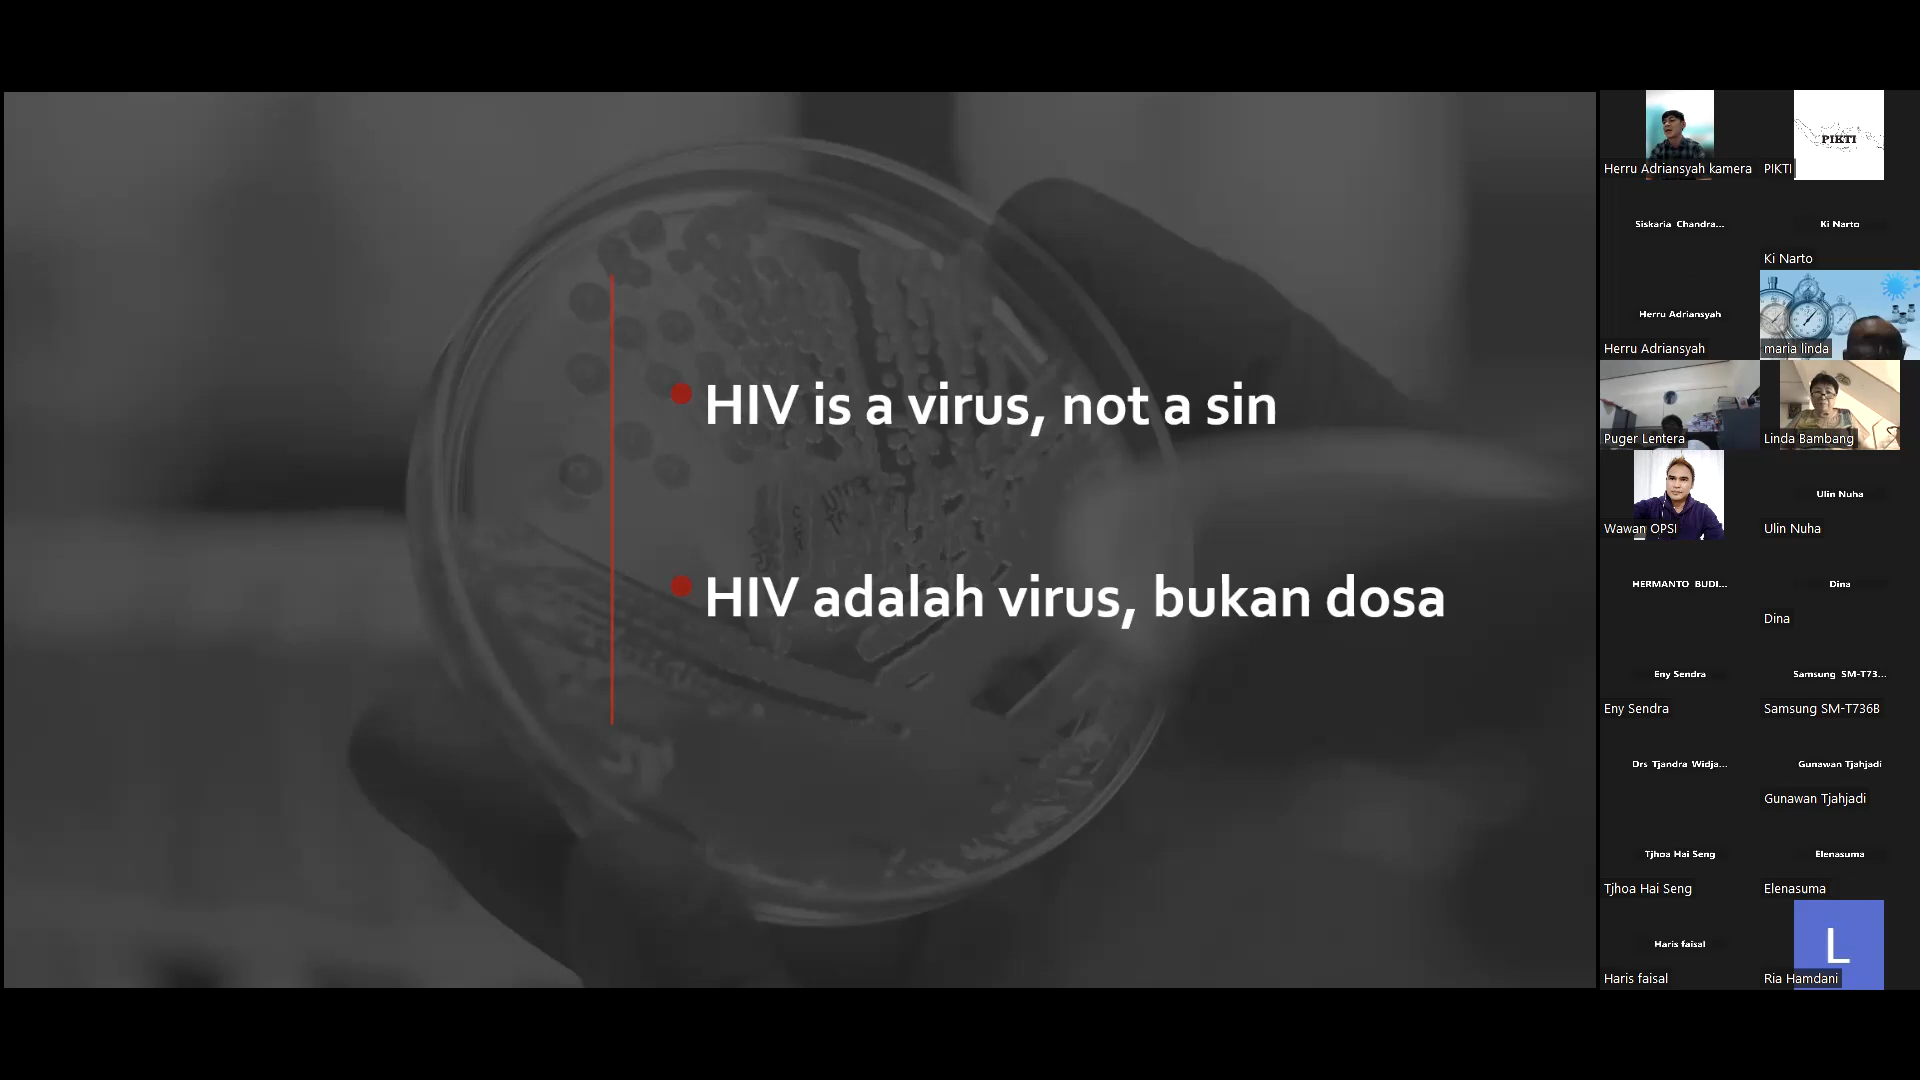 HIV is a virus, not a sin
HIV adalah virus, bukan dosa
Herru Adriansyah kamera
PIKTI
PIKTI
Siskaria Chandra...
Ki Narto
Ki Narto
Herru Adriansyah
Herru Adriansyah
maria linda
Puger Lentera
Linda Bambang
Wawan OPSI
Ulin Nuha
Ulin Nuha
HERMANTO BUDI...
Dina
Dina
Eny Sendra
Eny Sendra
Samsung SM-T73...
Samsung SM-T736B
Drs Tjandra Widja...
Gunawan Tjahjadi
Gunawan Tjahjadi
Tjhoa Hai Seng
Tjhoa Hai Seng
Elenasuma
Elenasuma
Haris faisal
Haris faisal
L
Ria Hamdani